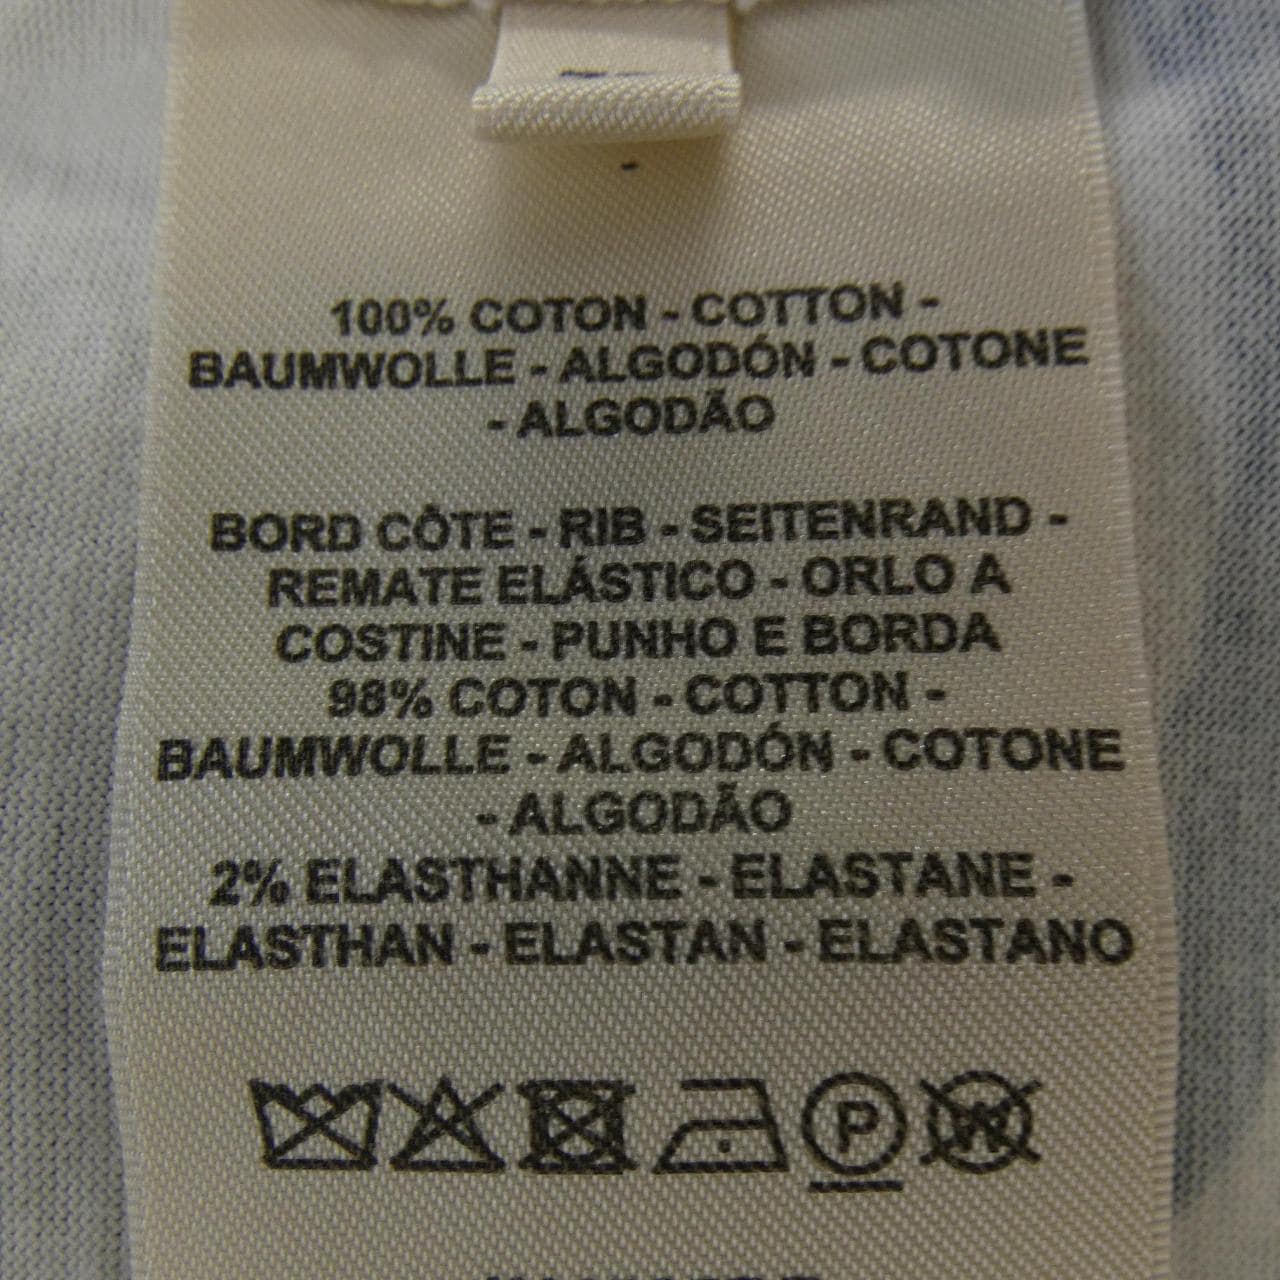 100% COTON - COTTON -
BAUMWOLLE - ALGODÓN - COTONE
- ALGODÃO
BORD CÔTE - RIB - SEITENRAND -
REMATE ELÁSTICO - ORLO A
COSTINE - PUNHO E BORDA
98% COTON - COTTON -
BAUMWOLLE - ALGODÓN - COTONE
- ALGODÃO
2% ELASTHANNE - ELASTANE -
ELASTHAN - ELASTAN - ELASTANO
P W